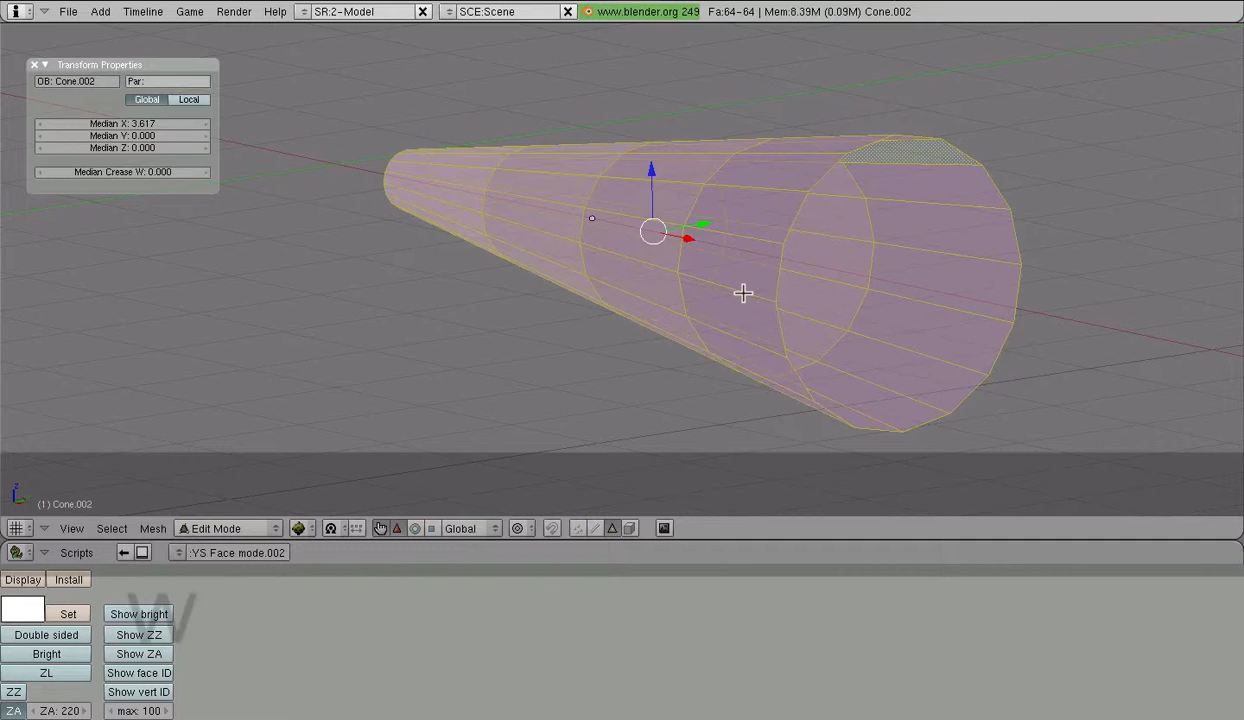 File Add Timeline Game Render Help SR:2-Model SCE:Scene www.blender.org 249 Fa:64-64 | Mem:8.39M (0.09M) Cone.002
Transform Properties
OB: Cone.002 Par:
Global Local
Median X: 3.617
Median Y: 0.000
Median Z: 0.000
Median Crease W: 0.000
z
(1) Cone.002
View Select Mesh Edit Mode Global
Scripts :YS Face mode.002
Display Install
W
Set Show bright
Double sided Show ZZ
Bright Show ZA
ZL Show face ID
ZZ Show vert ID
ZA ZA: 220 max: 100